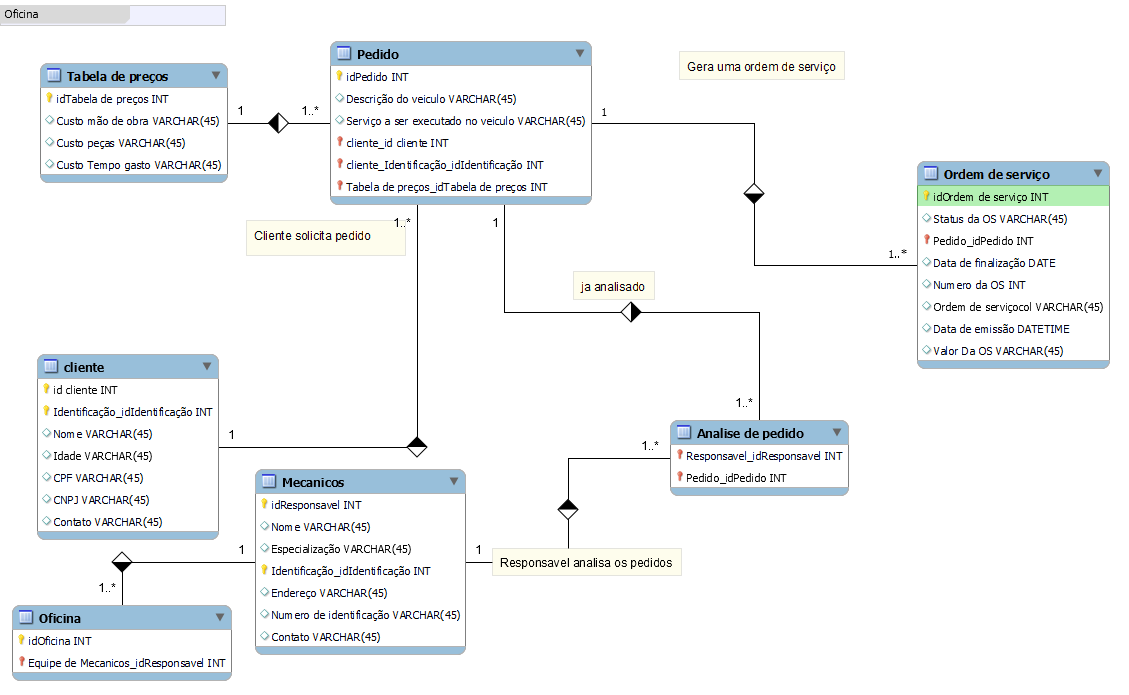 Oficina
Tabela de preços
idTabela de preços INT
Custo mão de obra VARCHAR(45)
Custo peças VARCHAR(45)
Custo Tempo gasto VARCHAR(45)
1
1..*
Pedido
idPedido INT
Descrição do veiculo VARCHAR(45)
Serviço a ser executado no veiculo VARCHAR(45)
cliente_id cliente INT
cliente_Identificação_idIdentificação INT
Tabela de preços_idTabela de preços INT
Gera uma ordem de serviço
1
1..*
Ordem de serviço
idOrdem de serviço INT
Status da OS VARCHAR(45)
Pedido_idPedido INT
Data de finalização DATE
Numero da OS INT
Ordem de serviçocol VARCHAR(45)
Data de emissão DATETIME
Valor Da OS VARCHAR(45)
1..*
Cliente solicita pedido
1
ja analisado
1..*
cliente
id cliente INT
Identificação_idIdentificação INT
Nome VARCHAR(45)
Idade VARCHAR(45)
CPF VARCHAR(45)
CNPJ VARCHAR(45)
Contato VARCHAR(45)
1
Analise de pedido
Responsavel_idResponsavel INT
Pedido_idPedido INT
1..*
Mecanicos
idResponsavel INT
Nome VARCHAR(45)
Especialização VARCHAR(45)
Identificação_idIdentificação INT
Endereço VARCHAR(45)
Numero de identificação VARCHAR(45)
Contato VARCHAR(45)
1
Responsavel analisa os pedidos
1
1..*
Oficina
idOficina INT
Equipe de Mecanicos_idResponsavel INT